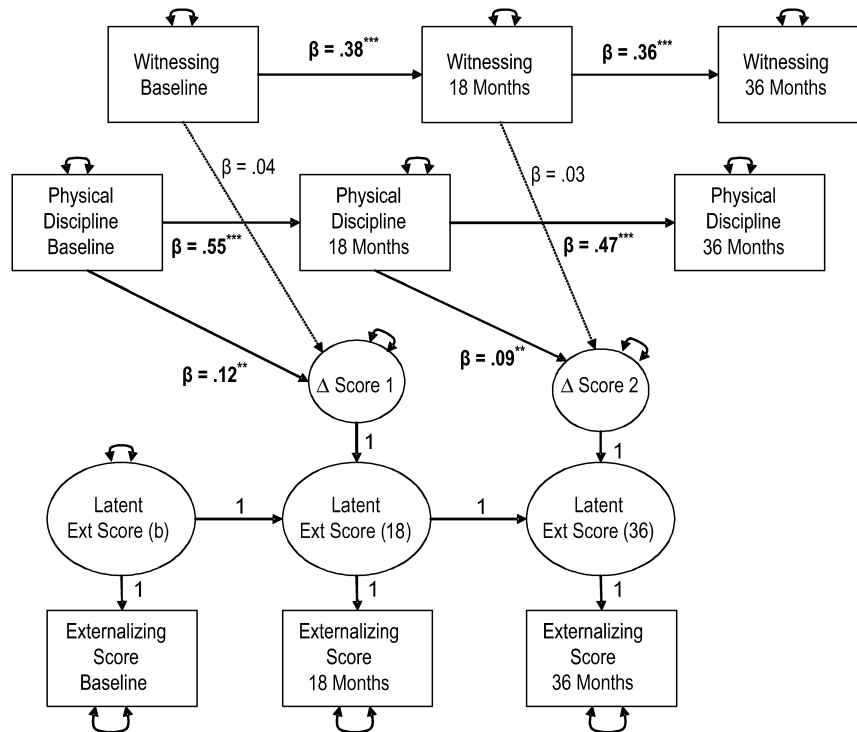 β = .38***
β = .36***
Witnessing
Baseline
Witnessing
18 Months
Witnessing
36 Months
β = .04
β = .03
Physical
Discipline
Baseline
Physical
Discipline
18 Months
Physical
Discipline
36 Months
β = .55***
β = .47***
β = .12**
β = .09**
Δ Score 1
Δ Score 2
1
1
Latent
Ext Score (b)
1
Latent
Ext Score (18)
1
Latent
Ext Score (36)
1
1
1
Externalizing
Score
Baseline
Externalizing
Score
18 Months
Externalizing
Score
36 Months